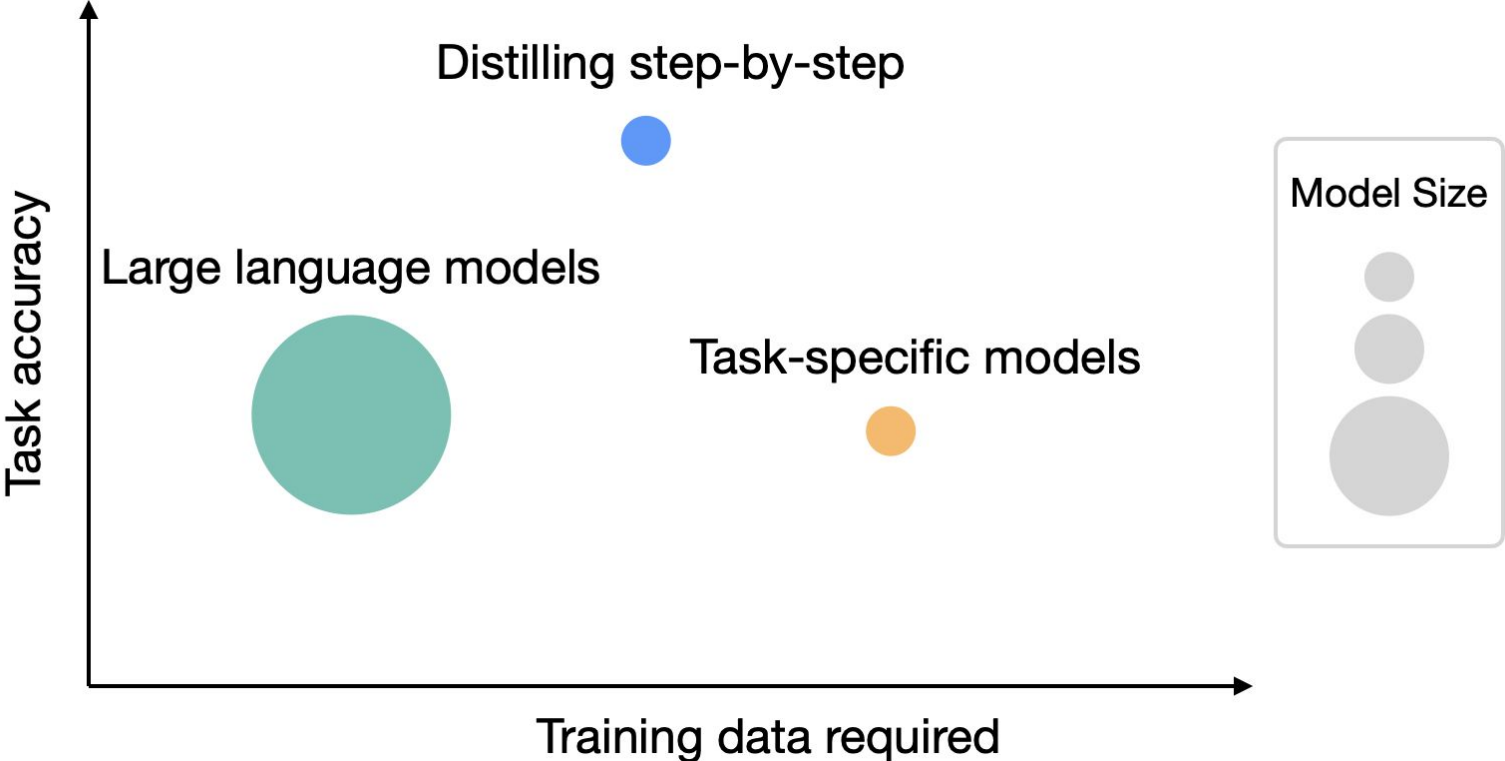 Distilling step-by-step
Large language models
Task-specific models
Task accuracy
Training data required
Model Size